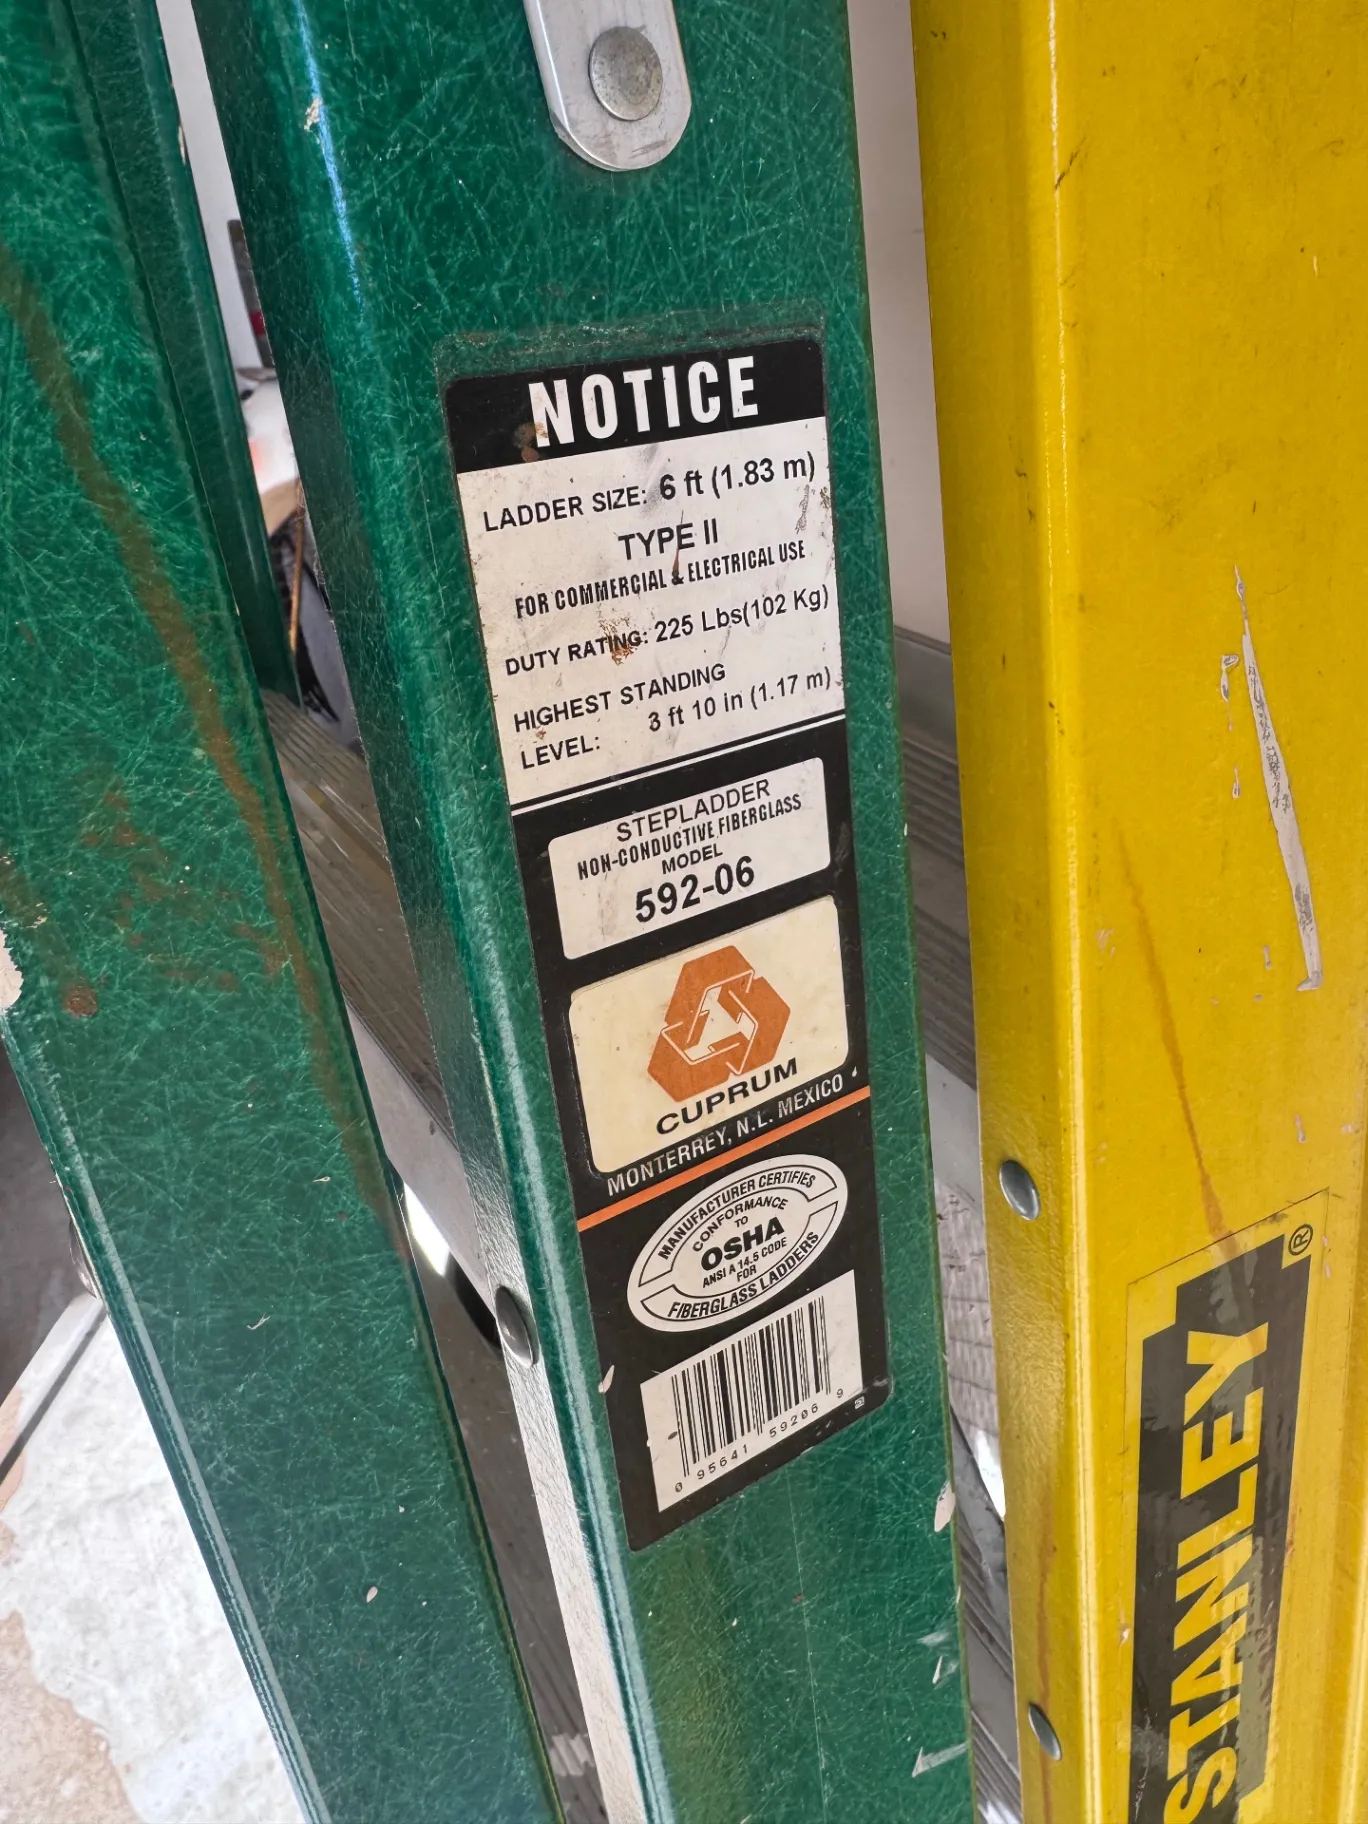 NOTICE
LADDER SIZE: 6 ft (1.83 m)
TYPE II
FOR COMMERCIAL & ELECTRICAL USE
DUTY RATING: 225 Lbs(102 Kg)
HIGHEST STANDING
LEVEL: 3 ft 10 in (1.17 m)
STEPLADDER
NON-CONDUCTIVE FIBERGLASS
MODEL
592-06
CUPRUM
MONTERREY, N.L. MEXICO
MANUFACTURER CERTIFIES
CONFORMANCE
TO
OSHA
ANSI A 14.5 CODE
FOR
FIBERGLASS LADDERS
0 95641 59206 9
STANLEY®